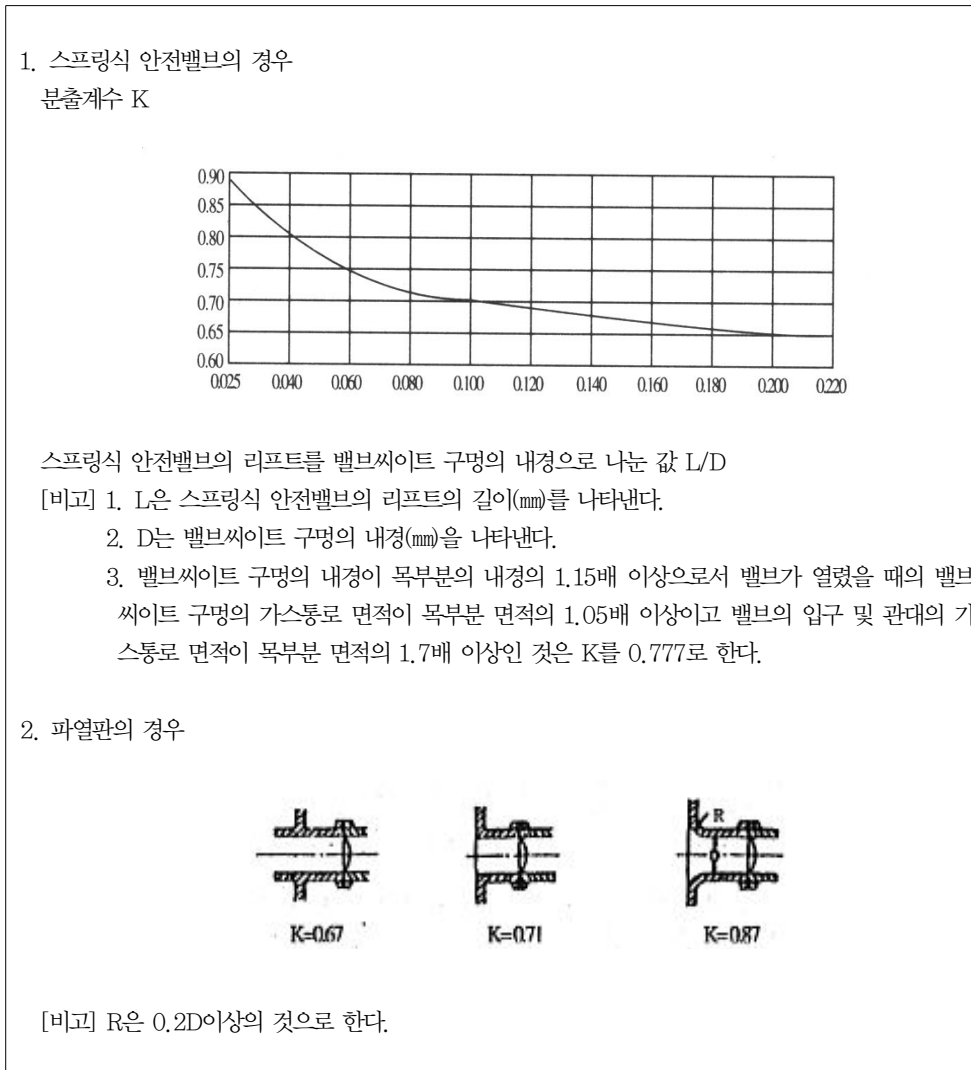 1. 스프링식 안전밸브의 경우
분출계수 K
0.90
0.85
0.80
0.75
0.70
0.65
0.60
0.025 0.040 0.060 0.080 0.100 0.120 0.140 0.160 0.180 0.200 0.220
스프링식 안전밸브의 리프트를 밸브씨이트 구멍의 내경으로 나눈 값 L/D
[비고] 1. L은 스프링식 안전밸브의 리프트의 길이(㎜)를 나타낸다.
2. D는 밸브씨이트 구멍의 내경(㎜)을 나타낸다.
3. 밸브씨이트 구멍의 내경이 목부분의 내경의 1.15배 이상으로서 밸브가 열렸을 때의 밸브
씨이트 구멍의 가스통로 면적이 목부분 면적의 1.05배 이상이고 밸브의 입구 및 관대의 가
스통로 면적이 목부분 면적의 1.7배 이상인 것은 K를 0.777로 한다.
2. 파열판의 경우
R
K=0.67 K=0.71 K=0.87
[비고] R은 0.2D이상의 것으로 한다.